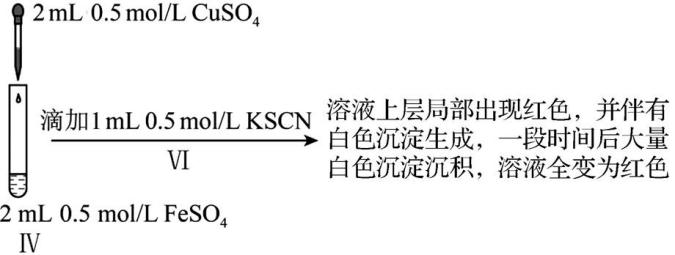 2 mL 0.5 mol/L CuSO₄
滴加1 mL 0.5 mol/L KSCN
Ⅵ
溶液上层局部出现红色，并伴有
白色沉淀生成，一段时间后大量
白色沉淀沉积，溶液全变为红色
2 mL 0.5 mol/L FeSO₄
Ⅳ